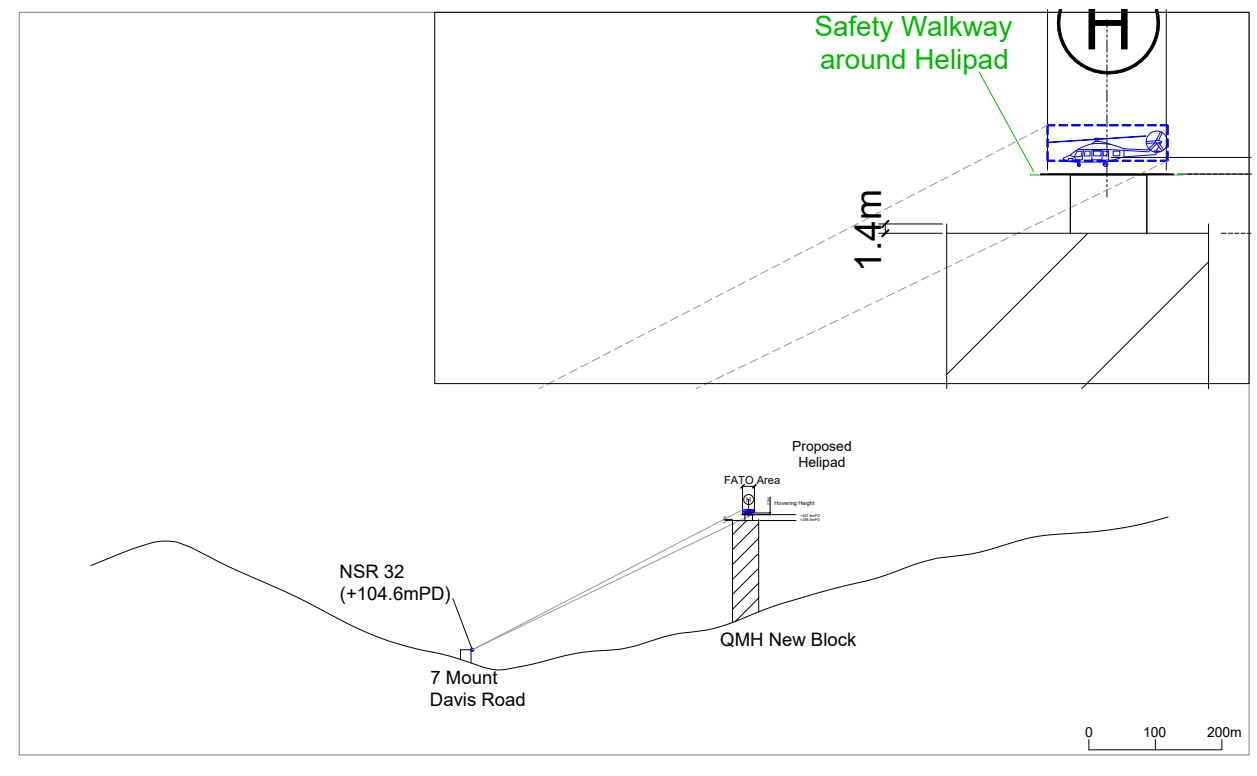 Safety Walkway
around Helipad
H
1.4m
Proposed
Helipad
FATO Area
Hovering Height
NSR 32
(+104.6mPD)
QMH New Block
7 Mount
Davis Road
0 100 200m